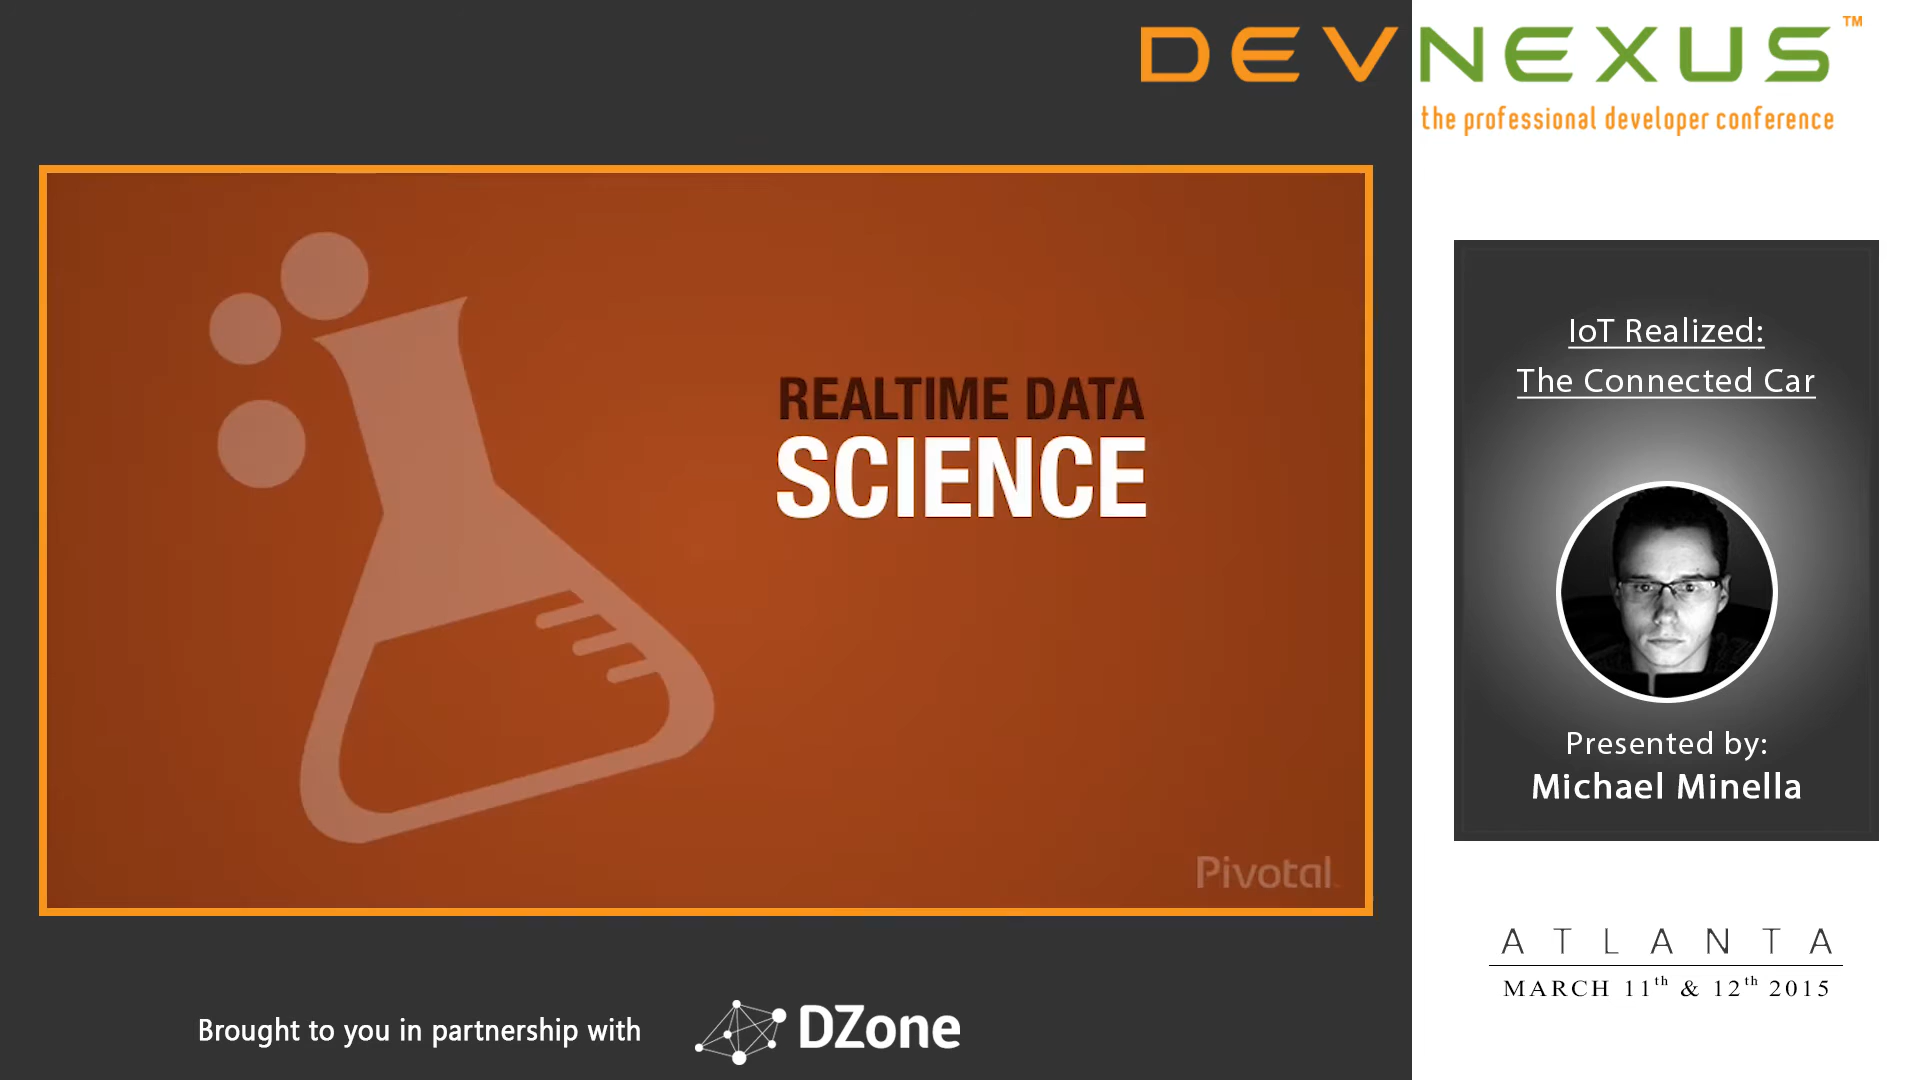 DEVNEXUS™
the professional developer conference
REALTIME DATA
SCIENCE
Pivotal
IoT Realized:
The Connected Car
Presented by:
Michael Minella
ATLANTA
MARCH 11th & 12th 2015
Brought to you in partnership with
DZone